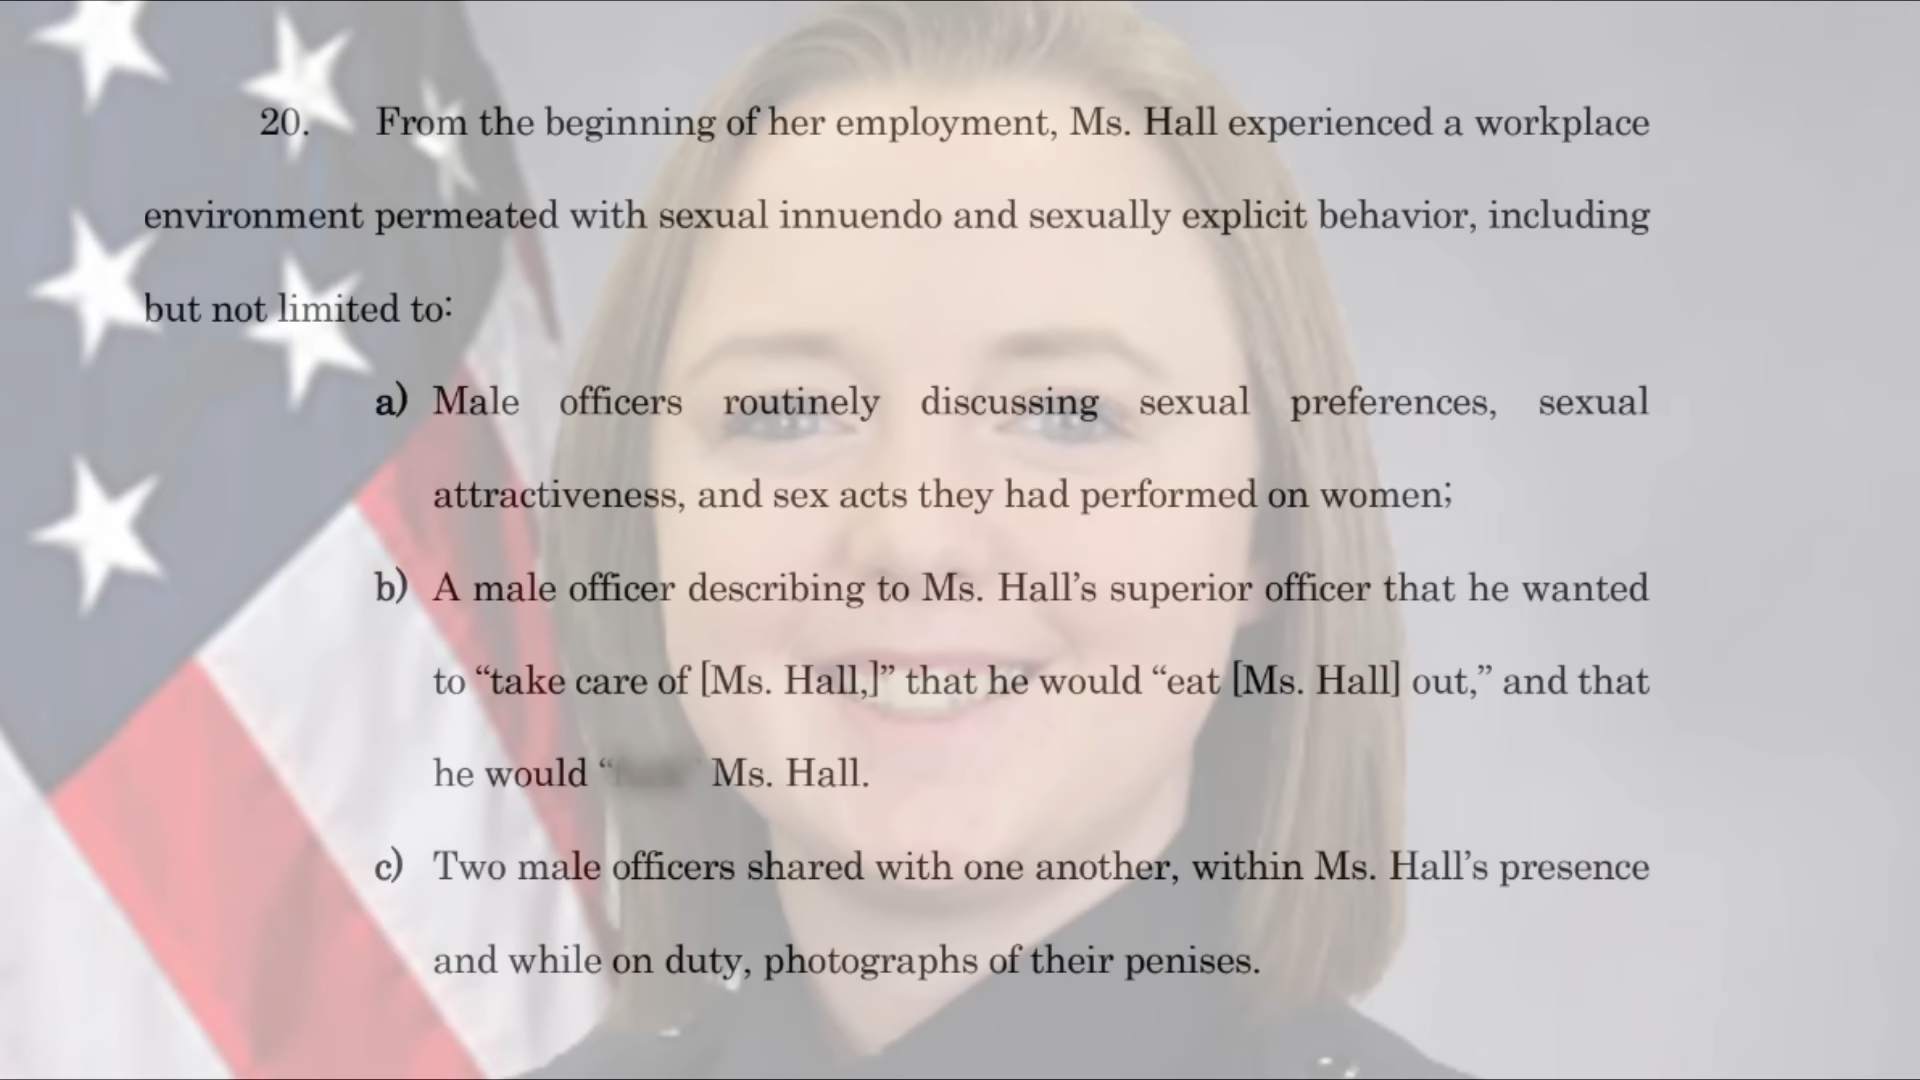 20. From the beginning of her employment, Ms. Hall experienced a workplace
environment permeated with sexual innuendo and sexually explicit behavior, including
but not limited to:
a) Male officers routinely discussing sexual preferences, sexual
attractiveness, and sex acts they had performed on women;
b) A male officer describing to Ms. Hall’s superior officer that he wanted
to “take care of [Ms. Hall,]” that he would “eat [Ms. Hall] out,” and that
he would “ ” Ms. Hall.
c) Two male officers shared with one another, within Ms. Hall’s presence
and while on duty, photographs of their penises.